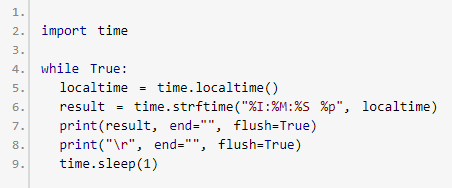 1.
2. import time
3.
4. while True:
5.   localtime = time.localtime()
6.   result = time.strftime("%I:%M:%S %p", localtime)
7.   print(result, end="", flush=True)
8.   print("\r", end="", flush=True)
9.   time.sleep(1)